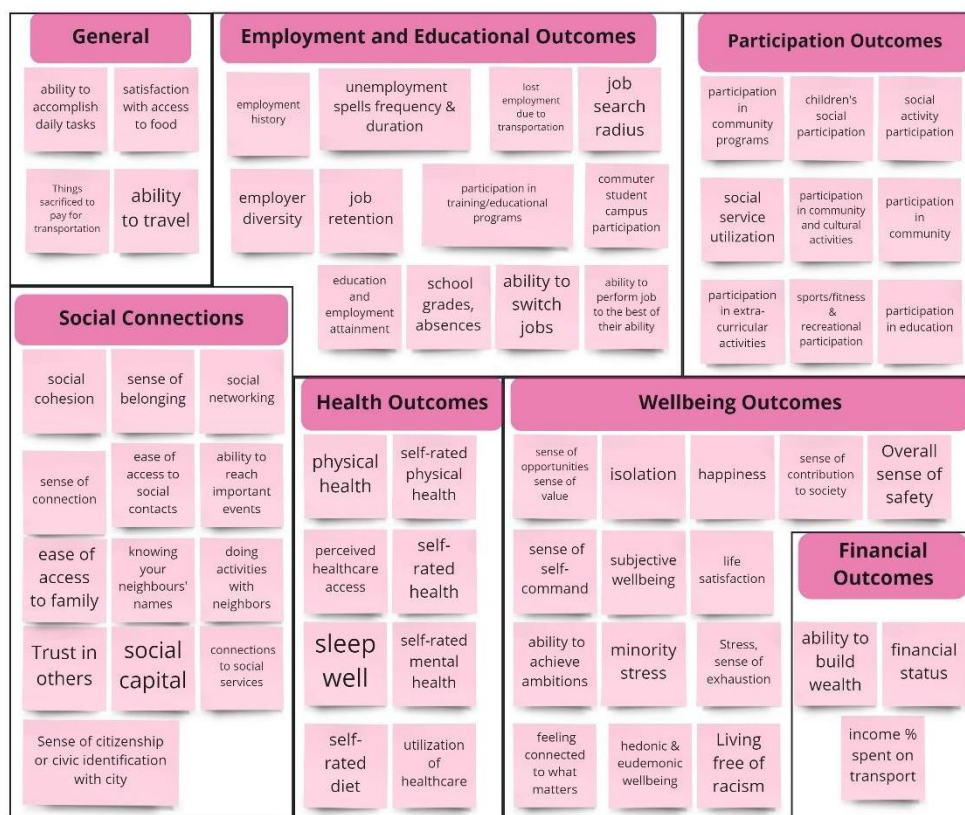 General
ability to
accomplish
daily tasks
satisfaction
with access
to food
Things
sacrificed to
pay for
transportation
ability
to travel
Employment and Educational Outcomes
employment
history
unemployment
spells frequency &
duration
lost
employment
due to
transportation
job
search
radius
employer
diversity
job
retention
participation in
training/educational
programs
commuter
student
campus
participation
education
and
employment
attainment
school
grades,
absences
ability to
switch
jobs
ability to
perform job
to the best of
their ability
Participation Outcomes
participation
in
community
programs
children's
social
participation
social
activity
participation
social
service
utilization
participation
in community
and cultural
activities
participation
in
community
participation
in extra-
curricular
activities
sports/fitness
&
recreational
participation
participation
in education
Social Connections
social
cohesion
sense of
belonging
social
networking
sense of
connection
ease of
access to
social
contacts
ability to
reach
important
events
ease of
access
to family
knowing
your
neighbours'
names
doing
activities
with
neighbors
Trust in
others
social
capital
connections
to social
services
Sense of citizenship
or civic identification
with city
Health Outcomes
physical
health
self-rated
physical
health
perceived
healthcare
access
self-
rated
health
sleep
well
self-rated
mental
health
self-
rated
diet
utilization
of
healthcare
Wellbeing Outcomes
sense of
opportunities
sense of
value
isolation
happiness
sense of
contribution
to society
Overall
sense of
safety
sense of
self-
command
subjective
wellbeing
life
satisfaction
ability to
achieve
ambitions
minority
stress
Stress,
sense of
exhaustion
feeling
connected
to what
matters
hedonic &
eudemonic
wellbeing
Living
free of
racism
Financial
Outcomes
ability to
build
wealth
financial
status
income %
spent on
transport